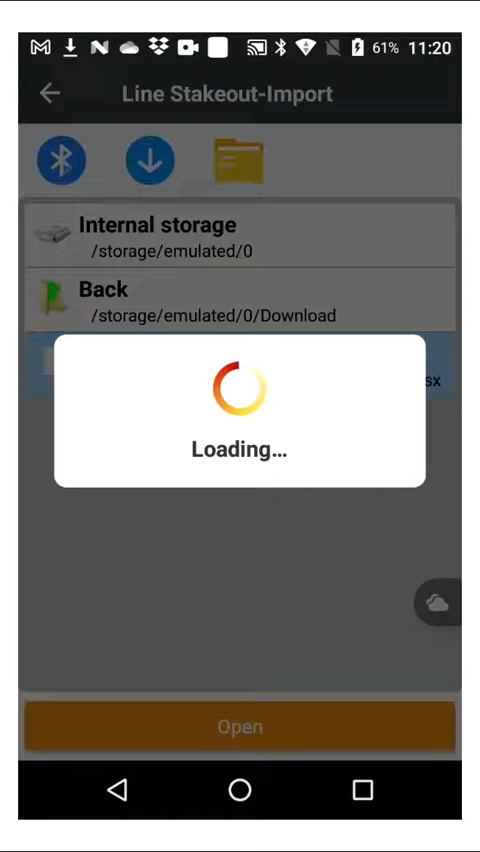 61% 11:20
Line Stakeout-Import
Internal storage
/storage/emulated/0
Back
/storage/emulated/0/Download
sx
Loading...
Open